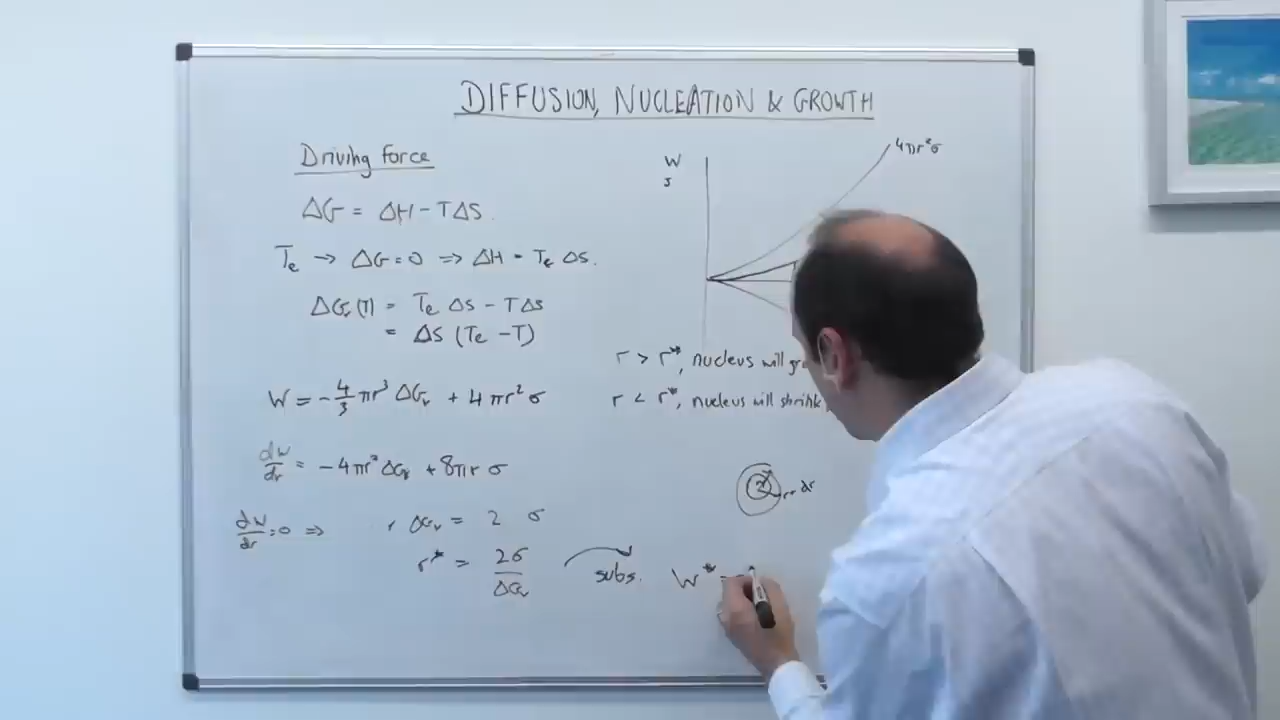 DIFFUSION, NUCLEATION & GROWTH
Driving force
ΔG = ΔH - TΔS.
Te → ΔG = 0 ⇒ ΔH = Te ΔS.
ΔGv(T) = Te ΔS - TΔS
= ΔS (Te - T)
W = -4/3 πr³ ΔGv + 4πr²σ
dW/dr = -4πr² ΔGv + 8πr σ
dW/dr = 0 ⇒ r ΔGv = 2 σ
r* = 2σ/ΔGv
subs. W* =
W
J
4πr²σ
r > r*, nucleus will
r < r*, nucleus will shrink
r
dr